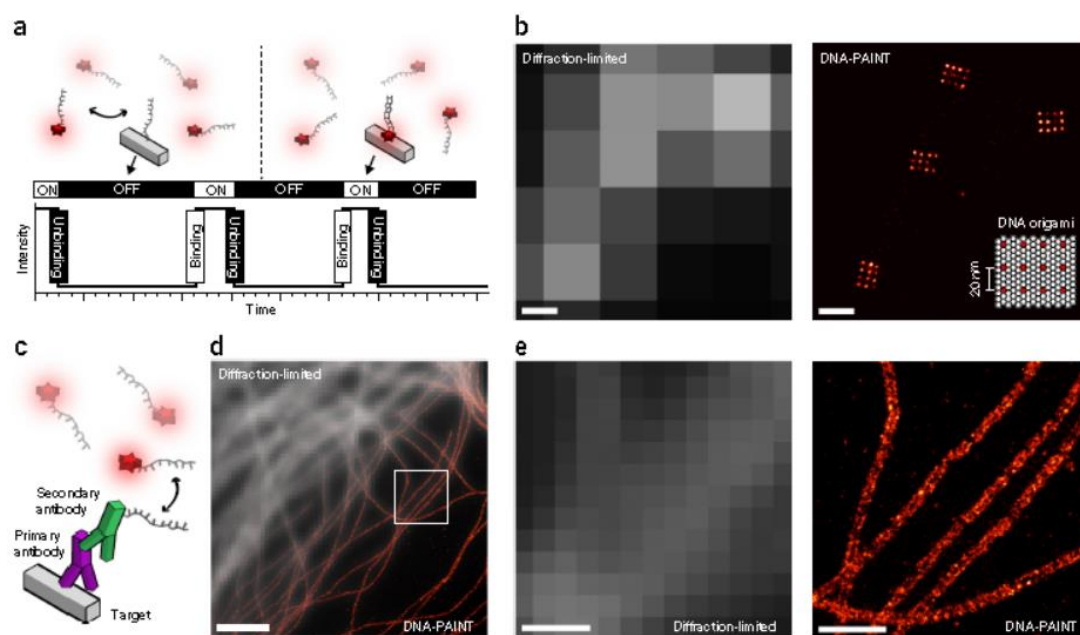 a
ON
OFF
ON
OFF
ON
OFF
Intensity
Unbinding
Binding
Unbinding
Binding
Unbinding
Time
b
Diffraction-limited
DNA-PAINT
DNA origami
20 nm
c
Secondary
antibody
Primary
antibody
Target
d
Diffraction-limited
DNA-PAINT
e
Diffraction-limited
DNA-PAINT